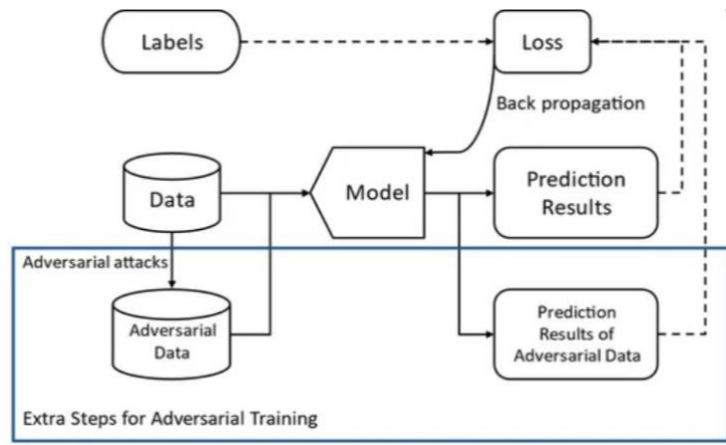 Labels
Loss
Back propagation
Data
Model
Prediction
Results
Adversarial attacks
Adversarial
Data
Prediction
Results of
Adversarial Data
Extra Steps for Adversarial Training